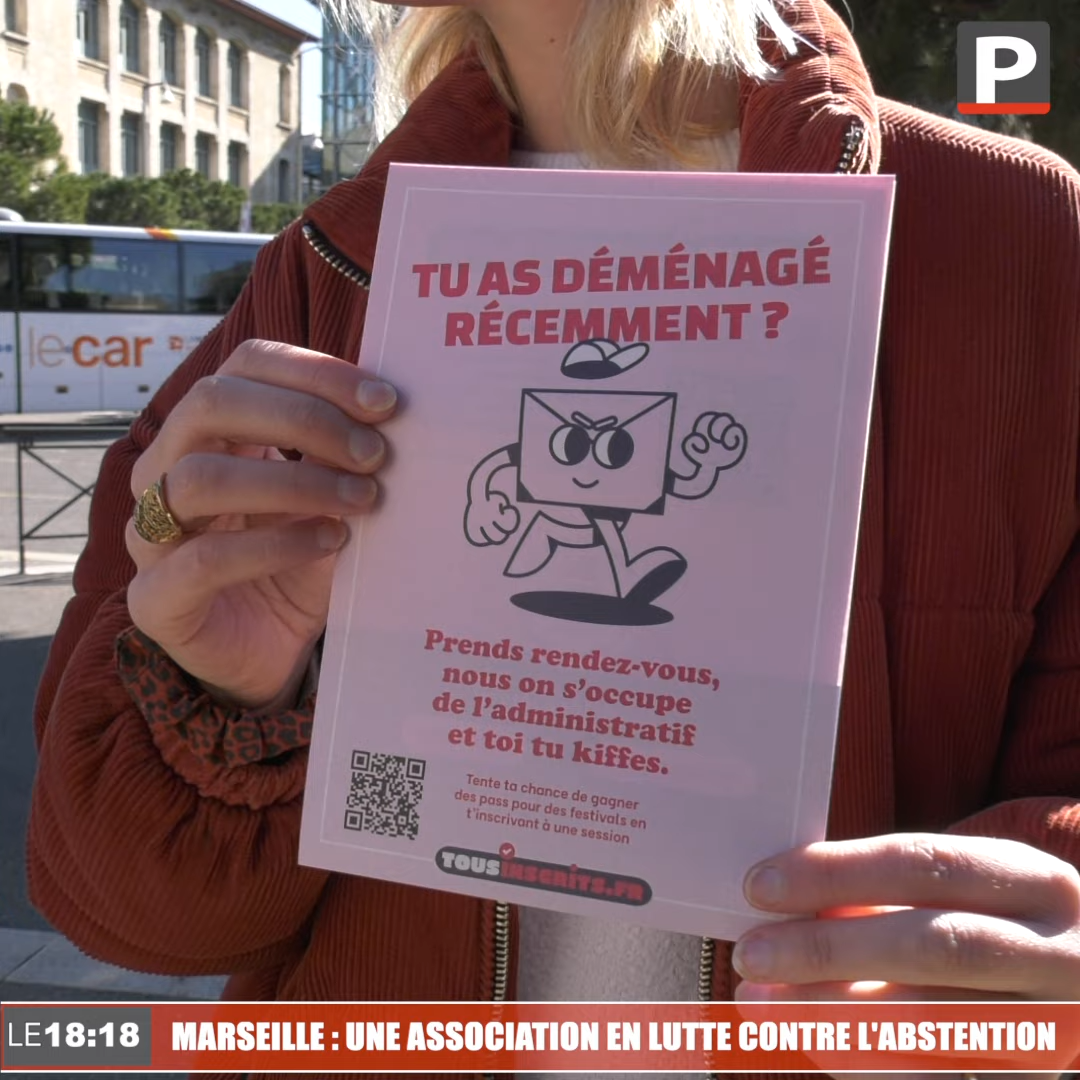 P
TU AS DÉMÉNAGÉ
RÉCEMMENT ?
le car
Prends rendez-vous,
nous on s'occupe
de l'administratif
et toi tu kiffes.
Tente ta chance de gagner
des pass pour des festivals en
t'inscrivant à une session
TOUSINSCRITS.FR
LE18:18 MARSEILLE : UNE ASSOCIATION EN LUTTE CONTRE L'ABSTENTION